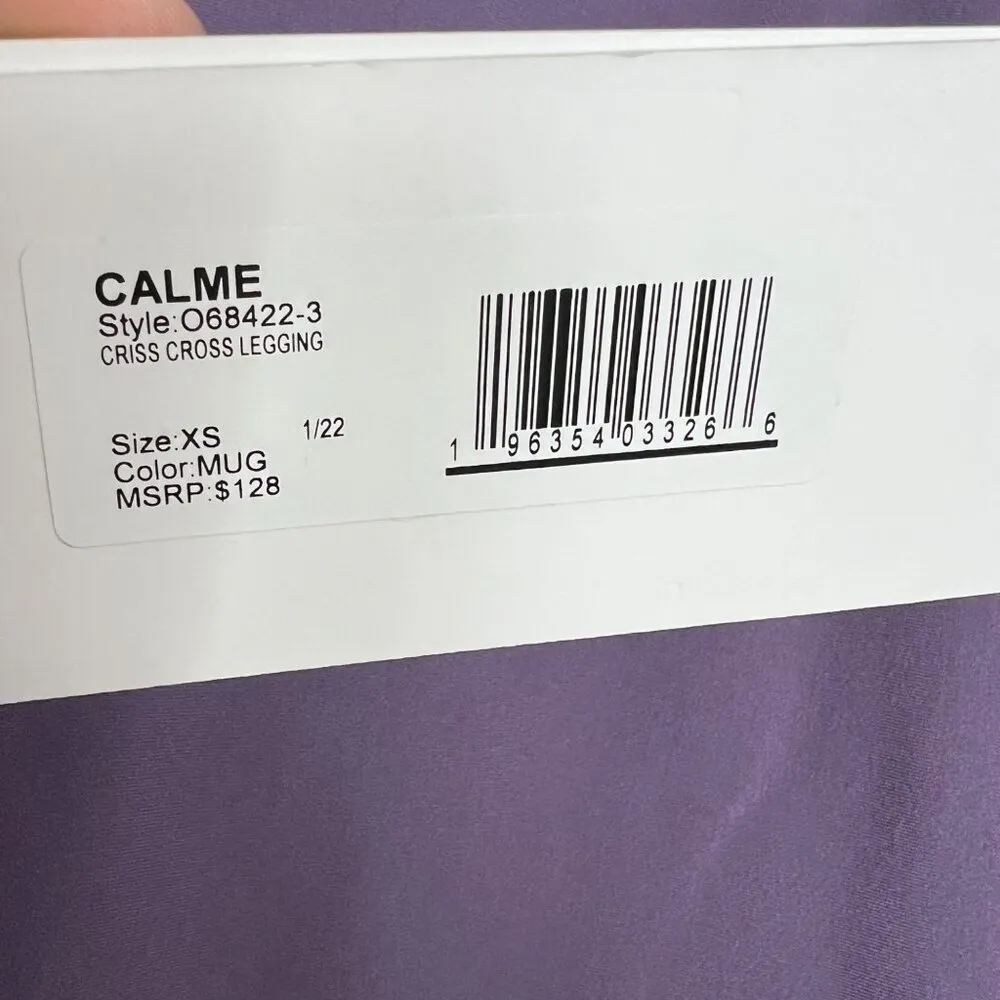 CALME
Style:O68422-3
CRISS CROSS LEGGING
Size:XS 1/22
Color:MUG
MSRP:$128
1 96354 03326 6